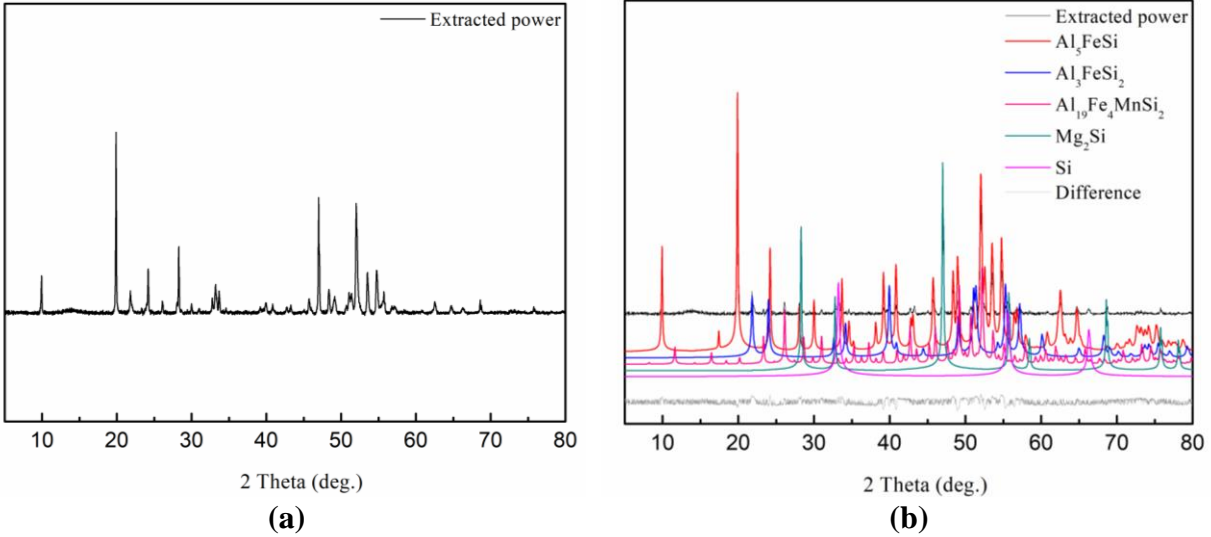 Extracted power
10 20 30 40 50 60 70 80
2 Theta (deg.)
(a)
Extracted power
Al5FeSi
Al3FeSi2
Al19Fe4MnSi2
Mg2Si
Si
Difference
10 20 30 40 50 60 70 80
2 Theta (deg.)
(b)